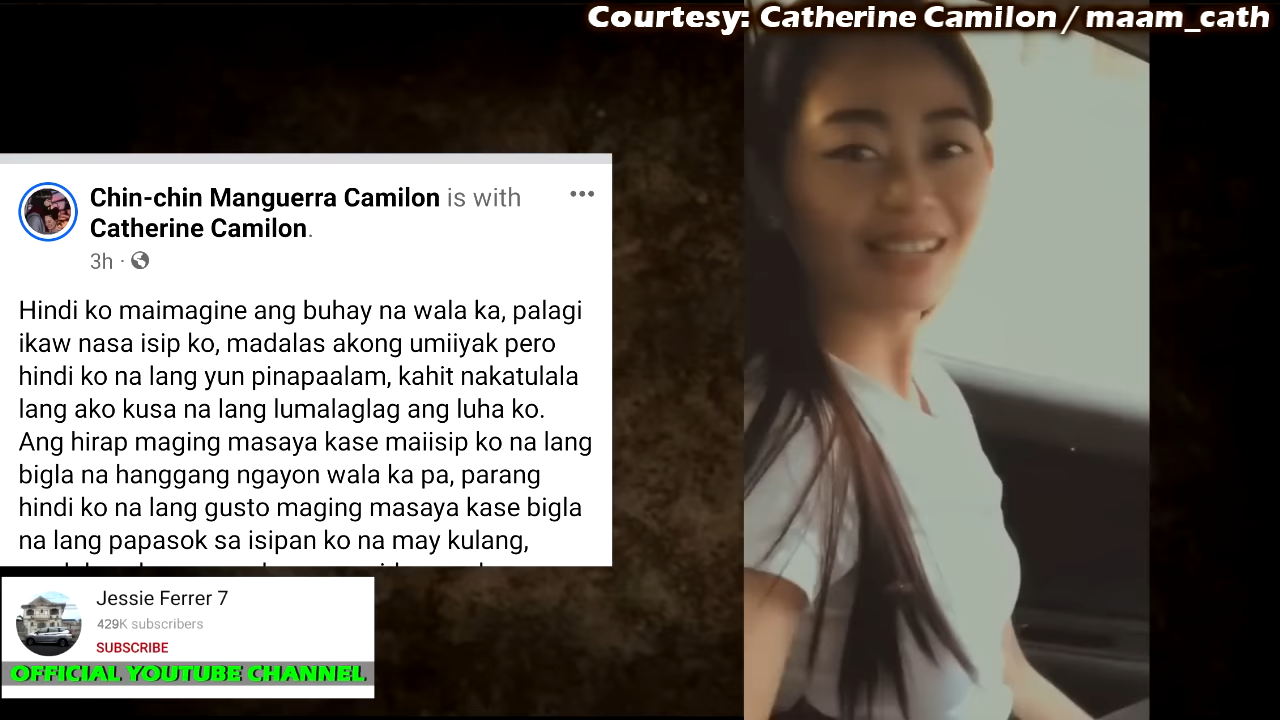 Courtesy: Catherine Camilon / maam_cath
Chin-chin Manguerra Camilon is with
Catherine Camilon.
3h ·
Hindi ko maimagine ang buhay na wala ka, palagi
ikaw nasa isip ko, madalas akong umiiyak pero
hindi ko na lang yun pinapaalam, kahit nakatulala
lang ako kusa na lang lumalaglag ang luha ko.
Ang hirap maging masaya kase maiisip ko na lang
bigla na hanggang ngayon wala ka pa, parang
hindi ko na lang gusto maging masaya kase bigla
na lang papasok sa isipan ko na may kulang,
Jessie Ferrer 7
429K subscribers
SUBSCRIBE
OFFICIAL YOUTUBE CHANNEL